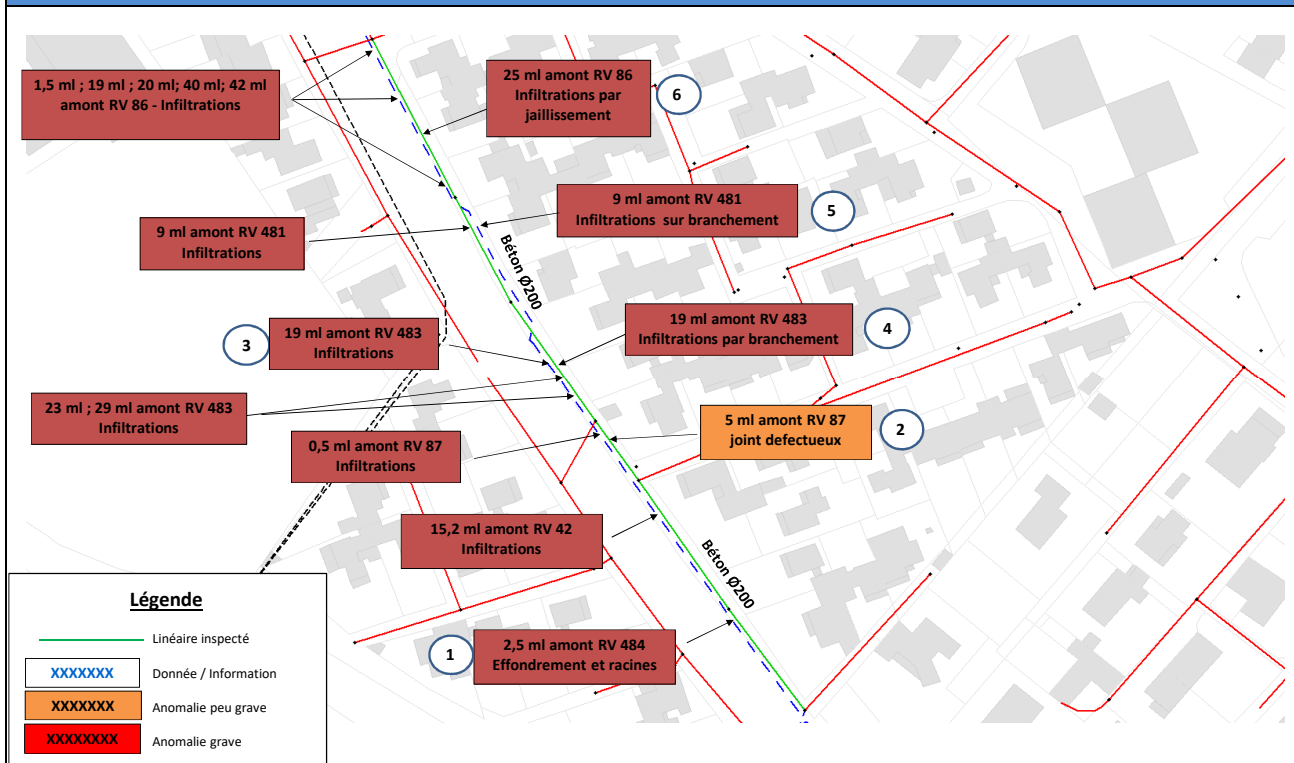 1,5 ml ; 19 ml ; 20 ml; 40 ml; 42 ml
amont RV 86 - Infiltrations
25 ml amont RV 86
Infiltrations par
jaillissement
6
9 ml amont RV 481
Infiltrations sur branchement
5
9 ml amont RV 481
Infiltrations
Béton Ø200
3
19 ml amont RV 483
Infiltrations
19 ml amont RV 483
Infiltrations par branchement
4
23 ml ; 29 ml amont RV 483
Infiltrations
5 ml amont RV 87
joint defectueux
2
0,5 ml amont RV 87
Infiltrations
15,2 ml amont RV 42
Infiltrations
Béton Ø200
1
2,5 ml amont RV 484
Effondrement et racines
Légende
Linéaire inspecté
XXXXXXX Donnée / Information
XXXXXXX Anomalie peu grave
XXXXXXXX Anomalie grave